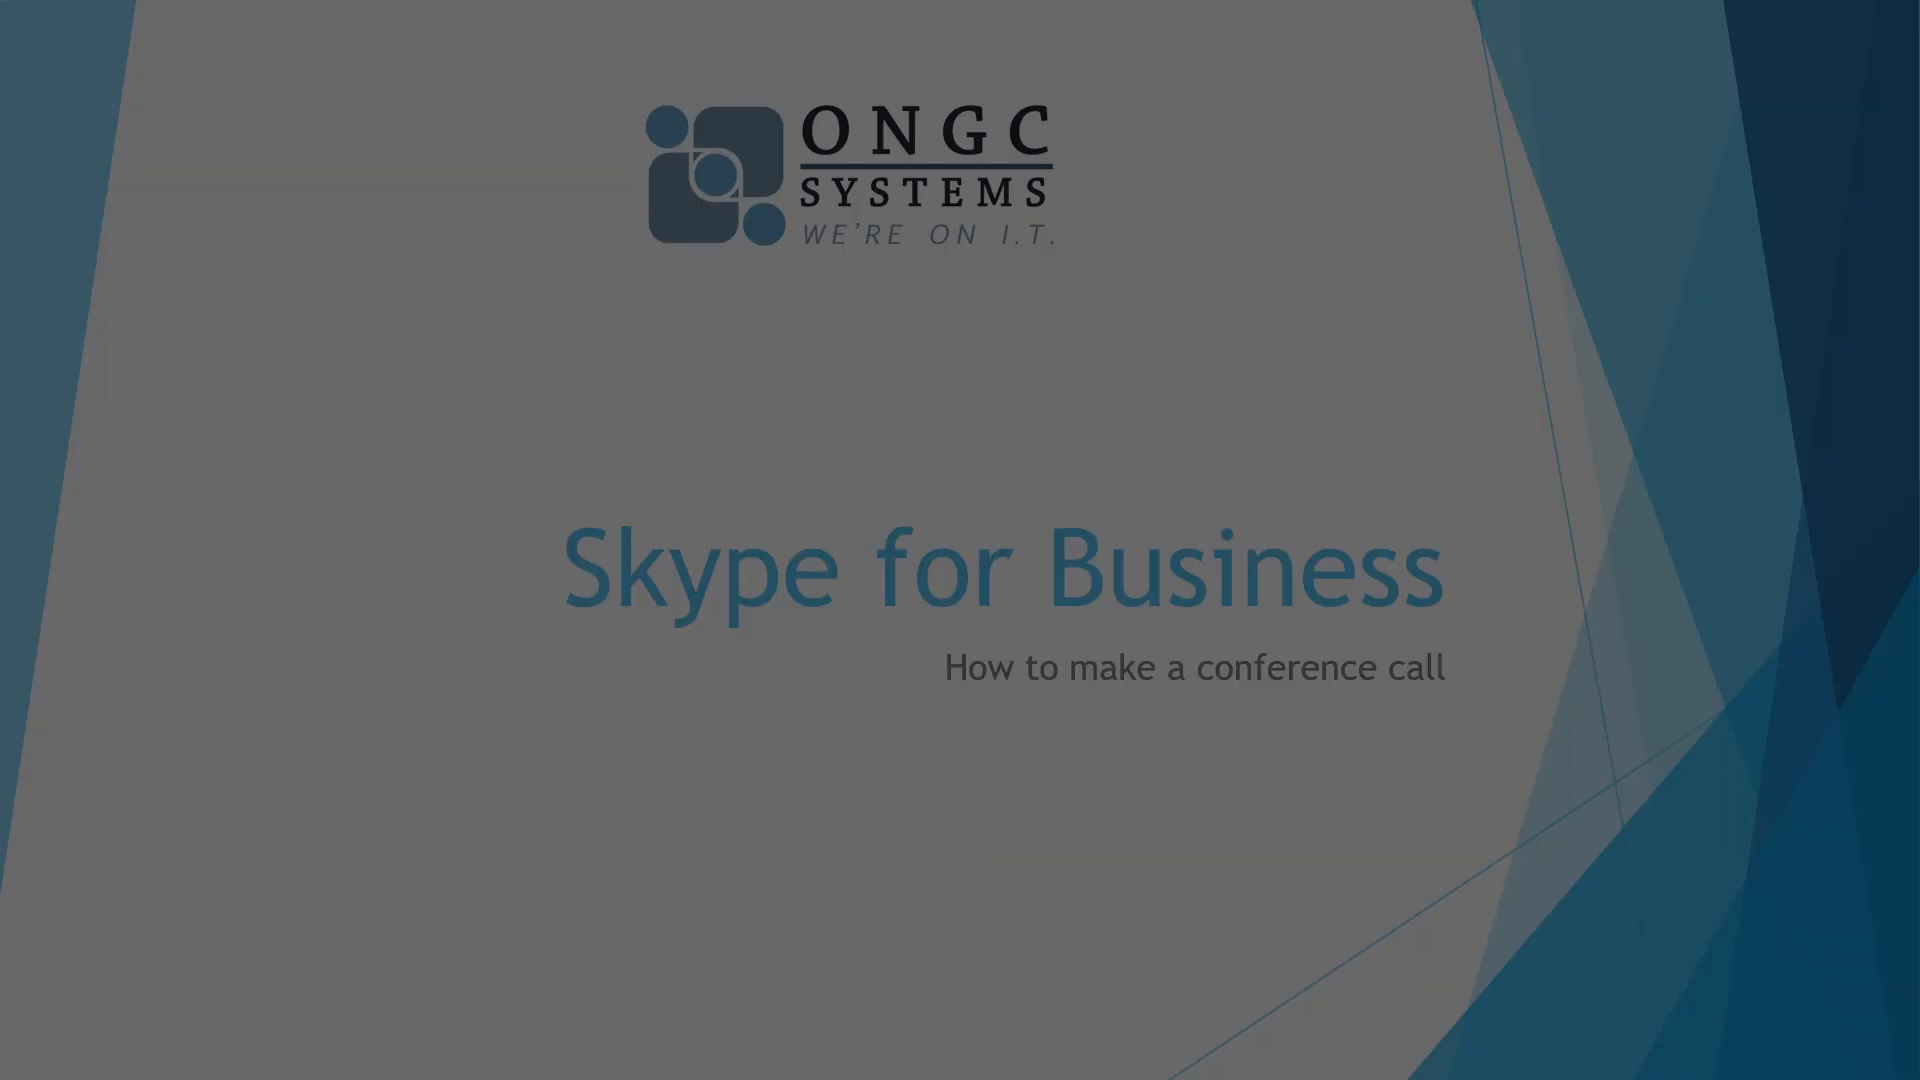 ONGC
SYSTEMS
WE'RE ON I.T.
Skype for Business
How to make a conference call